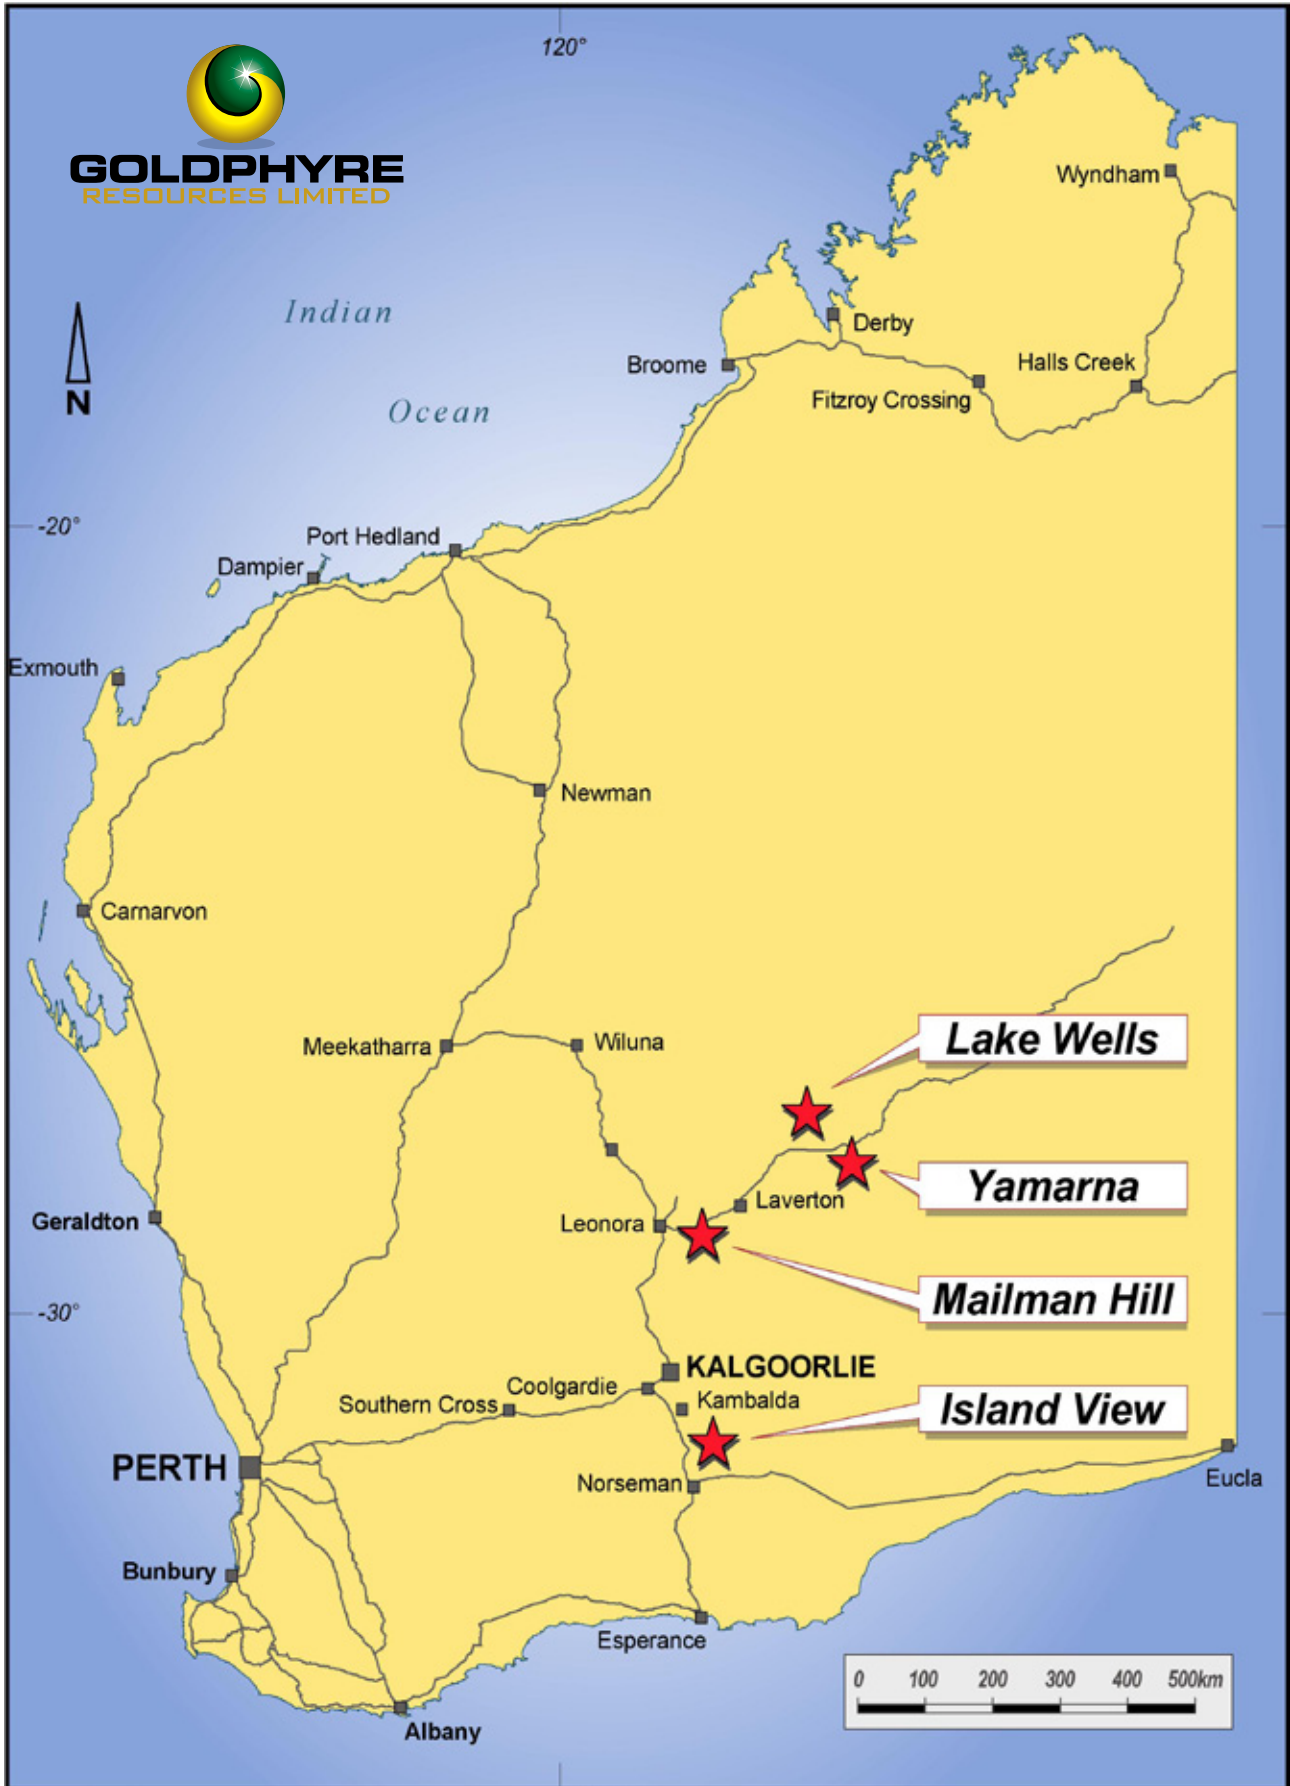 120°
GOLDPHYRE
RESOURCES LIMITED
Wyndham
Indian
Derby
Halls Creek
Broome
Fitzroy Crossing
N
Ocean
-20°
Port Hedland
Dampier
Exmouth
Newman
Carnarvon
Lake Wells
Meekatharra
Wiluna
Yamarna
Laverton
Geraldton
Leonora
Mailman Hill
-30°
KALGOORLIE
Coolgardie
Southern Cross
Kambalda
Island View
PERTH
Norseman
Eucla
Bunbury
Esperance
0 100 200 300 400 500km
Albany